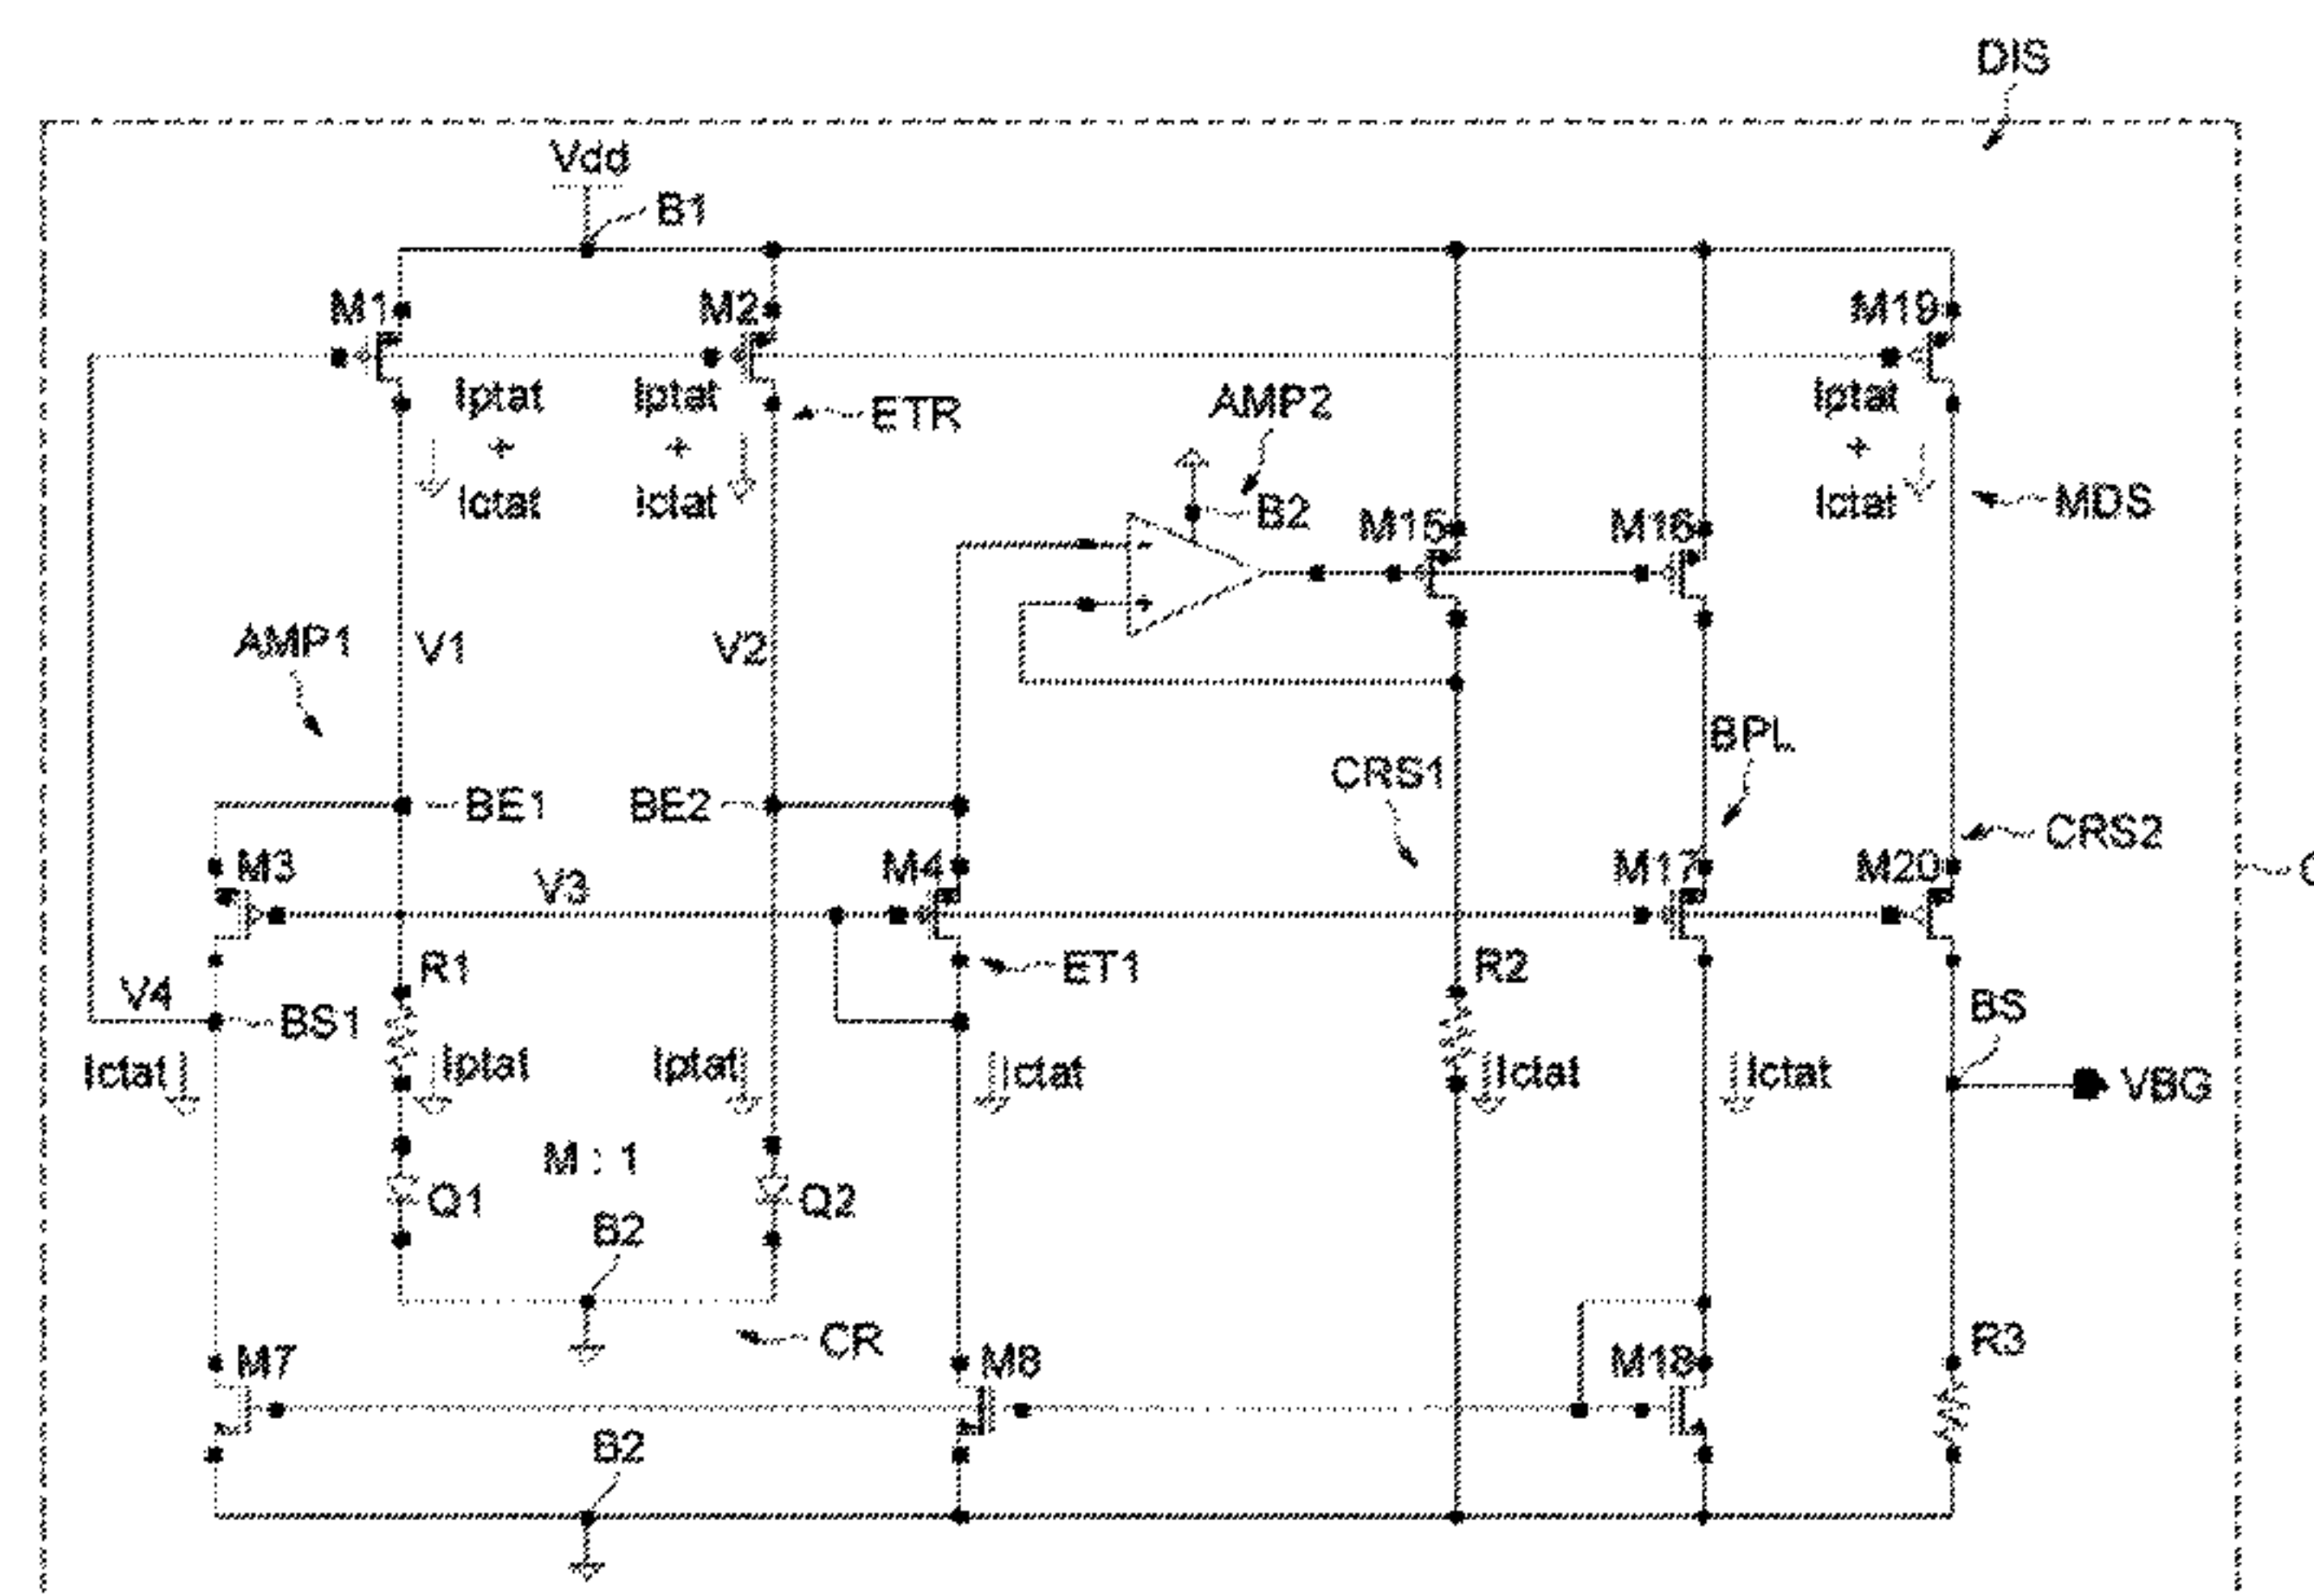 DIS
Vdd
B1
M1
M2
M19
Iptat
+
Ictat
Iptat
+
Ictat
ETR
AMP2
Iptat
+
Ictat
MDS
B2
M15
M16
AMP1
V1
V2
BPL
CRS1
BE1
BE2
CRS2
M3
V3
M4
M17
M20
R1
ET1
R2
V4
BS1
BS
Ictat
Iptat
Iptat
Ictat
Ictat
Ictat
VBG
M : 1
Q1
Q2
B2
CR
M7
M8
M18
R3
B2